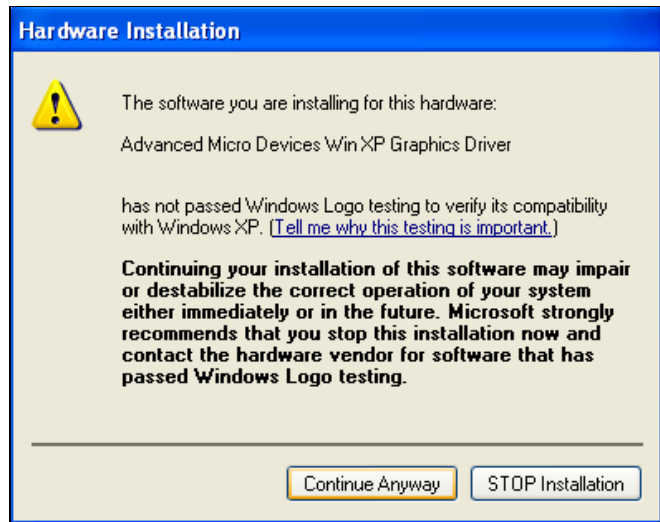 Hardware Installation
The software you are installing for this hardware:
Advanced Micro Devices Win XP Graphics Driver
has not passed Windows Logo testing to verify its compatibility
with Windows XP. (Tell me why this testing is important.)
Continuing your installation of this software may impair
or destabilize the correct operation of your system
either immediately or in the future. Microsoft strongly
recommends that you stop this installation now and
contact the hardware vendor for software that has
passed Windows Logo testing.
Continue Anyway STOP Installation